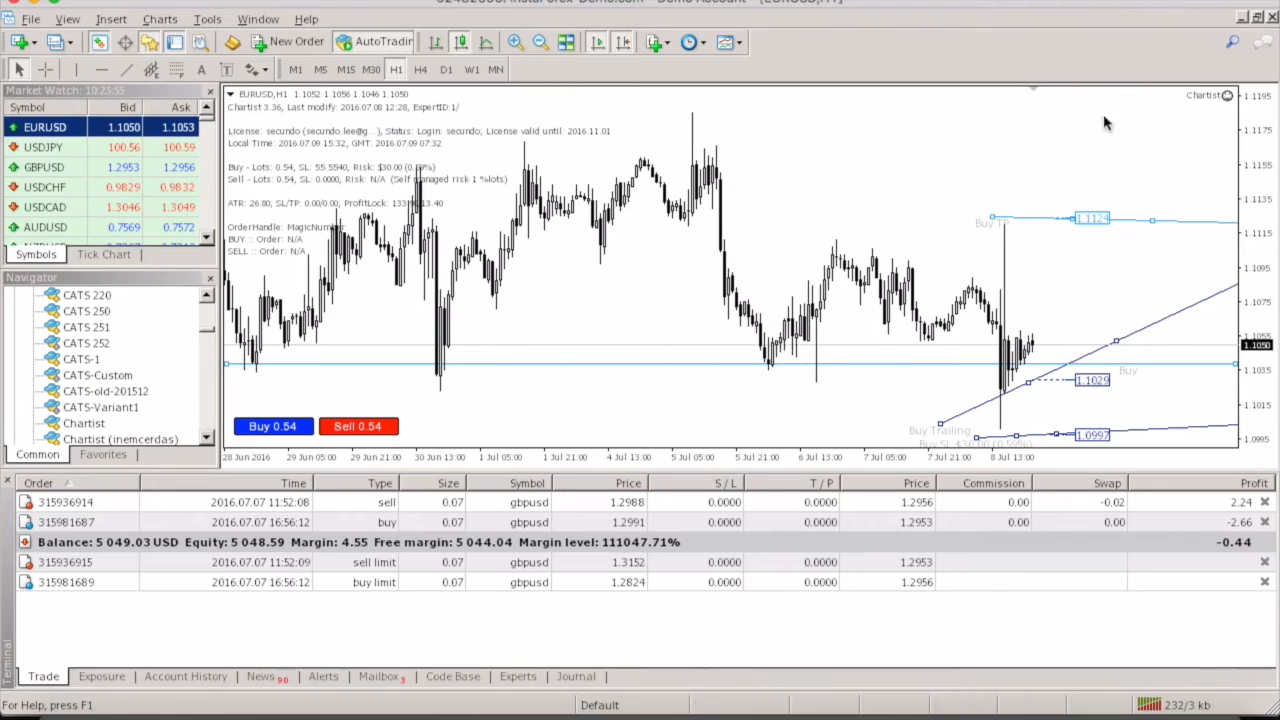 File View Insert Charts Tools Window Help
New Order AutoTradin
A T M1 M5 M15 M30 H1 H4 D1 W1 MN
Market Watch: 10:25:55
Symbol Bid Ask
EURUSD 1.1050 1.1053
USDJPY 100.56 100.59
GBPUSD 1.2953 1.2956
USDCHF 0.9829 0.9832
USDCAD 1.3046 1.3049
AUDUSD 0.7569 0.7572
Symbols Tick Chart
Navigator
CATS 220
CATS 250
CATS 251
CATS 252
CATS-1
CATS-Custom
CATS-old-201512
CATS-Variant1
Chartist
Chartist (inemcerdas)
Common Favorites
EURUSD,H1 1.1052 1.1056 1.1046 1.1050
Chartist
Chartist 3.36, Last modify: 2016.07.08 12:28, ExpertID:1/
License: secundo (secundo.lee@g...), Status: Login: secundo; License valid until: 2016.11.01
Local Time: 2016.07.09 15:32, GMT: 2016.07.09 07:32
Buy - Lots: 0.54, SL: 55.5540, Risk: $30.00
Sell - Lots: 0.54, SL: 0.0000, Risk: N/A (Self managed risk 1 %lots)
ATR: 26.80, SL/TP: 0.00/0.00; ProfitLock:
OrderHandle: MagicNumber
BUY :: Order: N/A
SELL :: Order: N/A
Buy TP
1.1124
Buy
1.1029
Buy Trailing
1.0997
Buy SL $30.00 (0.59%)
Buy 0.54 Sell 0.54
1.1195
1.1175
1.1155
1.1135
1.1115
1.1095
1.1075
1.1055
1.1050
1.1035
1.1015
1.0995
28 Jun 2016 29 Jun 05:00 29 Jun 21:00 30 Jun 13:00 1 Jul 05:00 1 Jul 21:00 4 Jul 13:00 5 Jul 05:00 5 Jul 21:00 6 Jul 13:00 7 Jul 05:00 7 Jul 21:00 8 Jul 13:00
Order Time Type Size Symbol Price S / L T / P Price Commission Swap Profit
315936914 2016.07.07 11:52:08 sell 0.07 gbpusd 1.2988 0.0000 0.0000 1.2956 0.00 -0.02 2.24
315981687 2016.07.07 16:56:12 buy 0.07 gbpusd 1.2991 0.0000 0.0000 1.2953 0.00 0.00 -2.66
Balance: 5 049.03 USD Equity: 5 048.59 Margin: 4.55 Free margin: 5 044.04 Margin level: 111047.71% -0.44
315936915 2016.07.07 11:52:09 sell limit 0.07 gbpusd 1.3152 0.0000 0.0000 1.2953
315981689 2016.07.07 16:56:12 buy limit 0.07 gbpusd 1.2824 0.0000 0.0000 1.2956
Terminal
Trade Exposure Account History News 90 Alerts Mailbox 3 Code Base Experts Journal
For Help, press F1 Default 232/3 kb